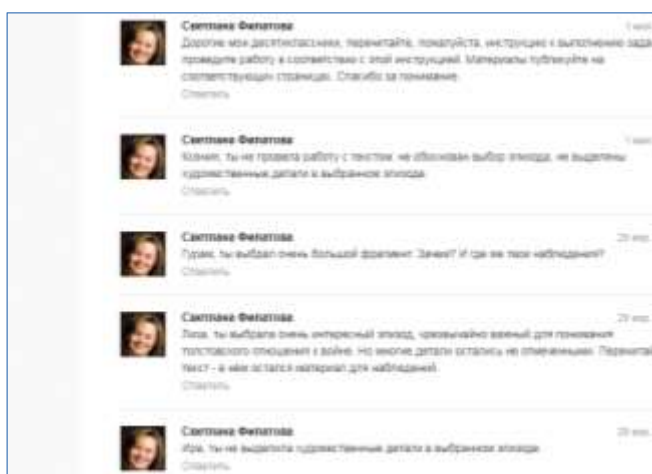 Светлана Филатова
Дорогие мои десятиклассники, перечитайте, пожалуйста, инструкцию к выполнению зада
проведите работу в соответствии с этой инструкцией. Материалы публикуйте на
соответствующих страницах. Спасибо за понимание.
Ответить
Светлана Филатова
Ксения, ты не провела работу с текстом: не обоснован выбор эпизода, не выделены
художественные детали в выбранном эпизоде.
Ответить
Светлана Филатова
ты выбрал очень большой фрагмент. Зачем? И где же твои наблюдения?
Ответить
Светлана Филатова
Лиза, ты выбрала очень интересный эпизод, чрезвычайно важный для понимания
толстовского отношения к войне. Но многие детали остались не отмеченными. Перечитай
текст - в нем остался материал для наблюдений.
Ответить
Светлана Филатова
Ира, ты не выделила художественные детали в выбранном эпизоде.
Ответить